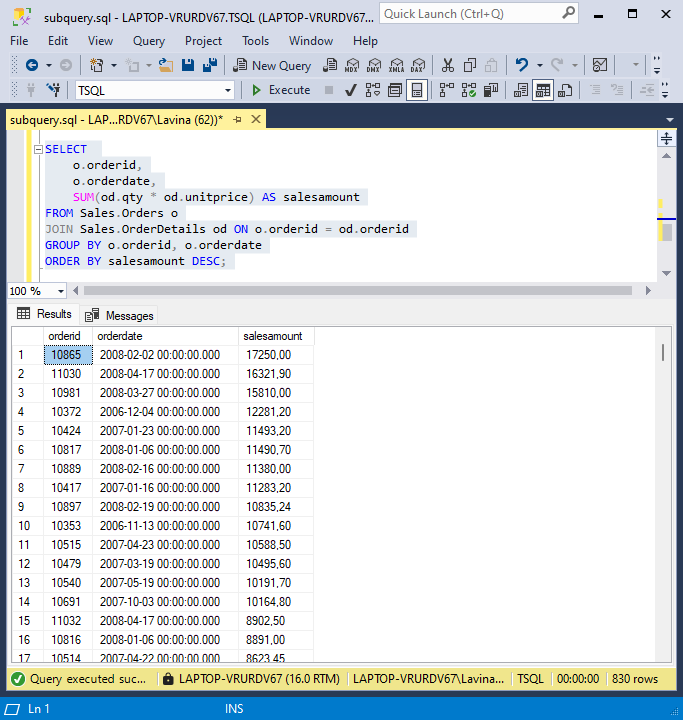 subquery.sql - LAPTOP-VRURDV67.TSQL (LAPTOP-VRURDV67... Quick Launch (Ctrl+Q)
File Edit View Query Project Tools Window Help
New Query MDX DMX XMLA DAX
TSQL Execute
subquery.sql - LAP...RDV67\Lavina (62))*
SELECT
o.orderid,
o.orderdate,
SUM(od.qty * od.unitprice) AS salesamount
FROM Sales.Orders o
JOIN Sales.OrderDetails od ON o.orderid = od.orderid
GROUP BY o.orderid, o.orderdate
ORDER BY salesamount DESC;
100 %
Results Messages
orderid orderdate salesamount
1 10865 2008-02-02 00:00:00.000 17250,00
2 11030 2008-04-17 00:00:00.000 16321,90
3 10981 2008-03-27 00:00:00.000 15810,00
4 10372 2006-12-04 00:00:00.000 12281,20
5 10424 2007-01-23 00:00:00.000 11493,20
6 10817 2008-01-06 00:00:00.000 11490,70
7 10889 2008-02-16 00:00:00.000 11380,00
8 10417 2007-01-16 00:00:00.000 11283,20
9 10897 2008-02-19 00:00:00.000 10835,24
10 10353 2006-11-13 00:00:00.000 10741,60
11 10515 2007-04-23 00:00:00.000 10588,50
12 10479 2007-03-19 00:00:00.000 10495,60
13 10540 2007-05-19 00:00:00.000 10191,70
14 10691 2007-10-03 00:00:00.000 10164,80
15 11032 2008-04-17 00:00:00.000 8902,50
16 10816 2008-01-06 00:00:00.000 8891,00
17 10514 2007-04-22 00:00:00.000 8623,45
Query executed suc... LAPTOP-VRURDV67 (16.0 RTM) LAPTOP-VRURDV67\Lavina... TSQL 00:00:00 830 rows
Ln 1 INS